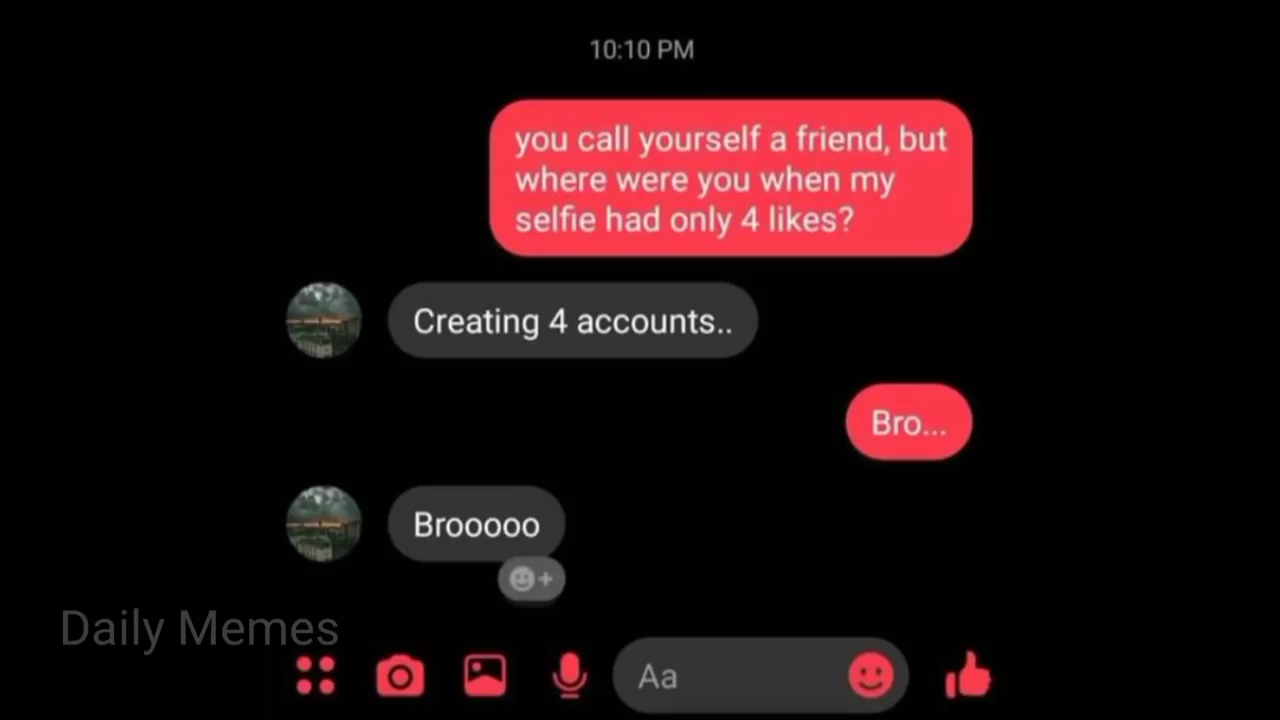 10:10 PM
you call yourself a friend, but
where were you when my
selfie had only 4 likes?
Creating 4 accounts..
Bro...
Brooooo
Daily Memes
Aa